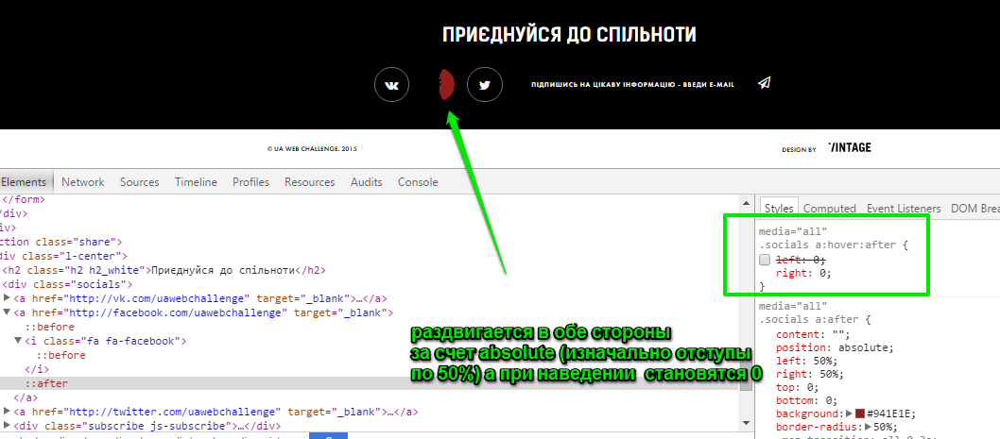 ПРИЄДНУЙСЯ ДО СПІЛЬНОТИ
ПІДПИШИСЬ НА ЦІКАВУ ІНФОРМАЦІЮ - ВВЕДИ E-MAIL
© UA WEB CHALLENGE. 2015
DESIGN BY VINTAGE
Elements Network Sources Timeline Profiles Resources Audits Console
</form>
/div>
iv>
ction class="share">
div class="l-center">
<h2 class="h2 h2_white">Приєднуйся до спільноти</h2>
<div class="socials">
<a href="http://vk.com/uawebchallenge" target="_blank">…</a>
<a href="http://facebook.com/uawebchallenge" target="_blank">
::before
<i class="fa fa-facebook">
::before
</i>
::after
</a>
<a href="http://twitter.com/uawebchallenge" target="_blank">…</a>
<div class="subscribe js-subscribe">…</div>
раздвигается в обе стороны
за счет absolute (изначально отступы
по 50%) а при наведении становятся 0
Styles Computed Event Listeners DOM Brea
media="all"
.socials a:hover:after {
left: 0;
right: 0;
}
media="all"
.socials a:after {
content: "";
position: absolute;
left: 50%;
right: 50%;
top: 0;
bottom: 0;
background: #941E1E;
border-radius: 50%;